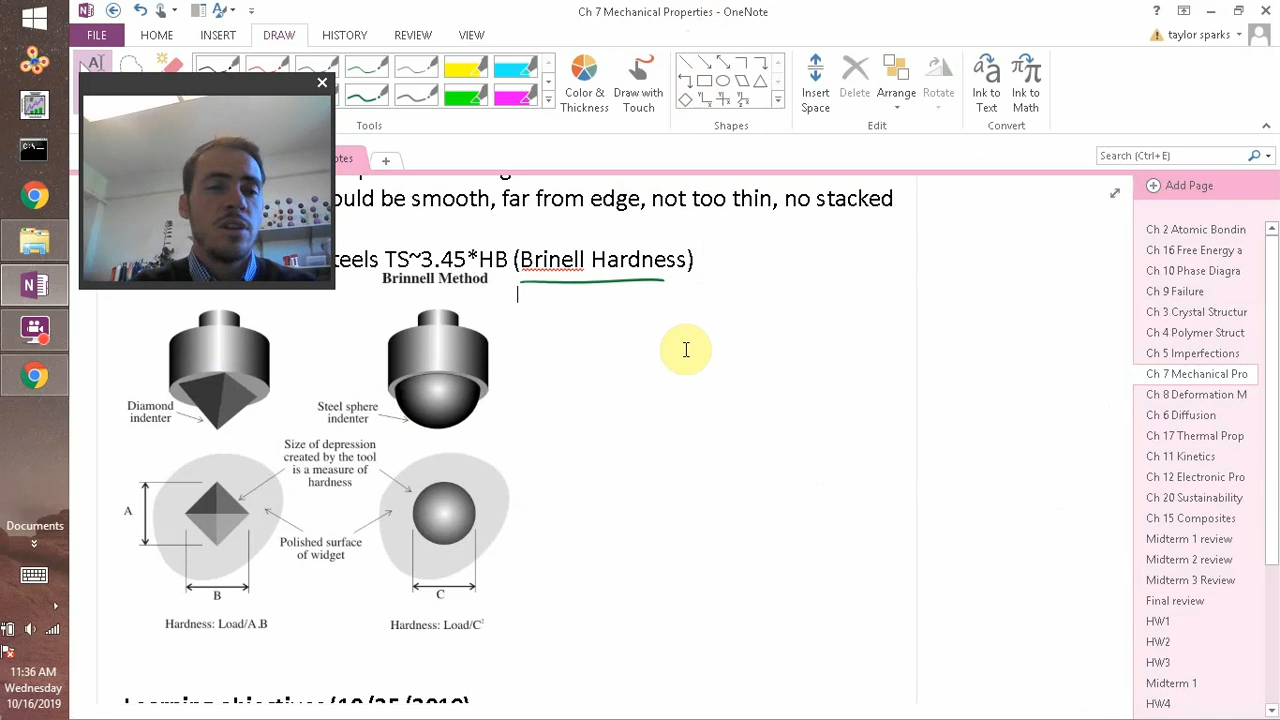 Ch 7 Mechanical Properties - OneNote
taylor sparks
FILE HOME INSERT DRAW HISTORY REVIEW VIEW
Color & Thickness
Draw with Touch
Insert Space
Delete
Arrange
Rotate
Ink to Text
Ink to Math
Tools
Shapes
Edit
Convert
Search (Ctrl+E)
Add Page
be smooth, far from edge, not too thin, no stacked
TS~3.45*HB (Brinell Hardness)
Brinnell Method
Diamond
indenter
Steel sphere
indenter
Size of depression
created by the tool
is a measure of
hardness
A
Polished surface
of widget
B
C
Hardness: Load/A.B
Hardness: Load/C²
Ch 2 Atomic Bondin
Ch 16 Free Energy a
Ch 10 Phase Diagra
Ch 9 Failure
Ch 3 Crystal Structur
Ch 4 Polymer Struct
Ch 5 Imperfections
Ch 7 Mechanical Pro
Ch 8 Deformation M
Ch 6 Diffusion
Ch 17 Thermal Prop
Ch 11 Kinetics
Ch 12 Electronic Pro
Ch 20 Sustainability
Ch 15 Composites
Midterm 1 review
Midterm 2 review
Midterm 3 Review
Final review
HW1
HW2
HW3
Midterm 1
HW4
Documents
11:36 AM
Wednesday
10/16/2019